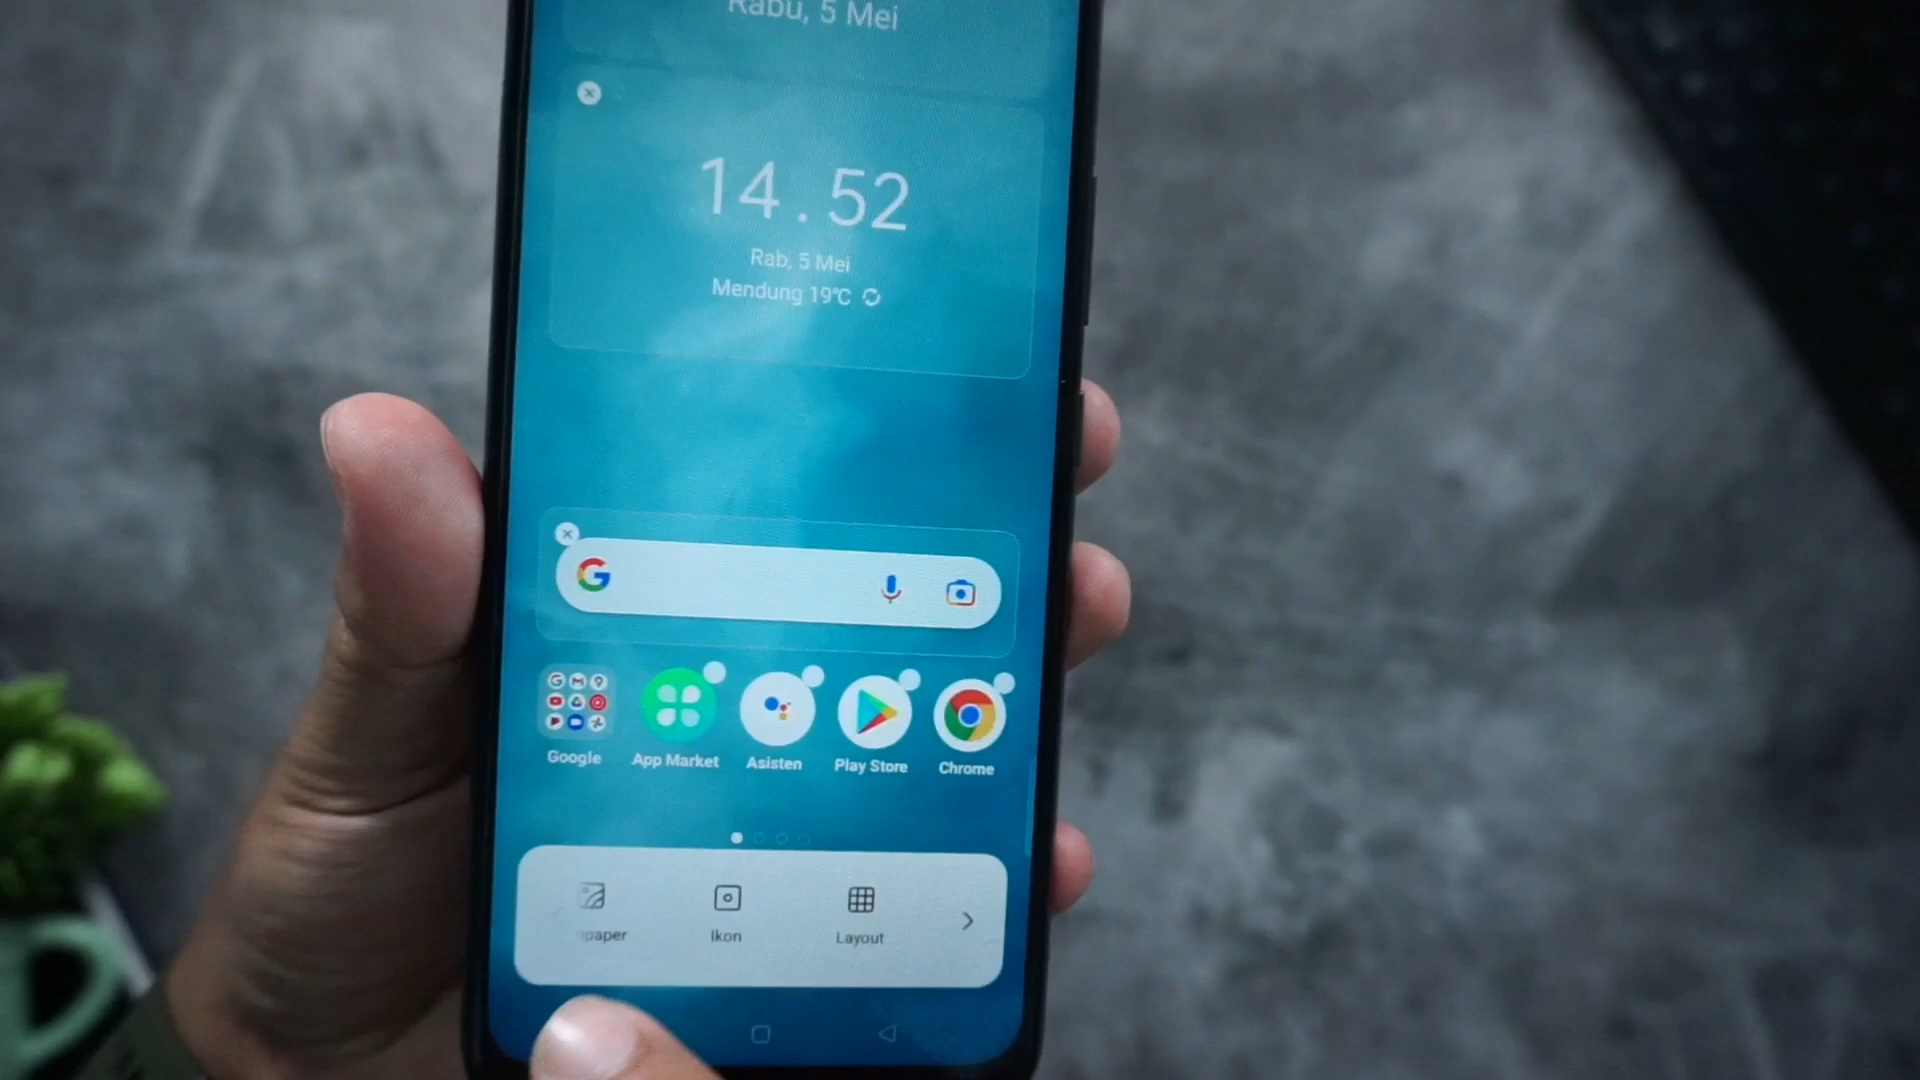 Rabu, 5 Mei
14.52
Rab, 5 Mei
Mendung 19°C
Google
App Market
Asisten
Play Store
Chrome
paper
Ikon
Layout